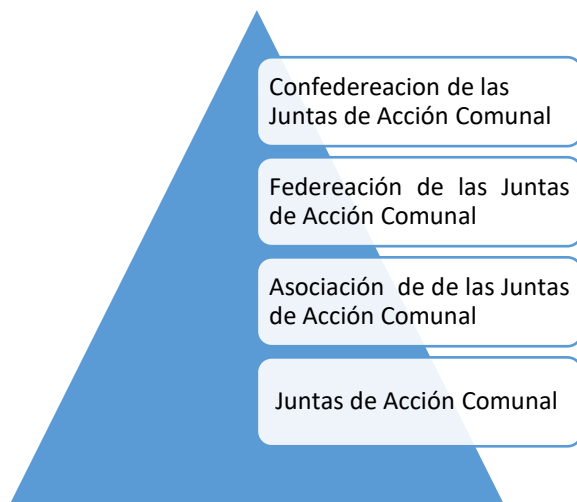 Confedereacion de las
Juntas de Acción Comunal
Federeación de las Juntas
de Acción Comunal
Asociación de de las Juntas
de Acción Comunal
Juntas de Acción Comunal